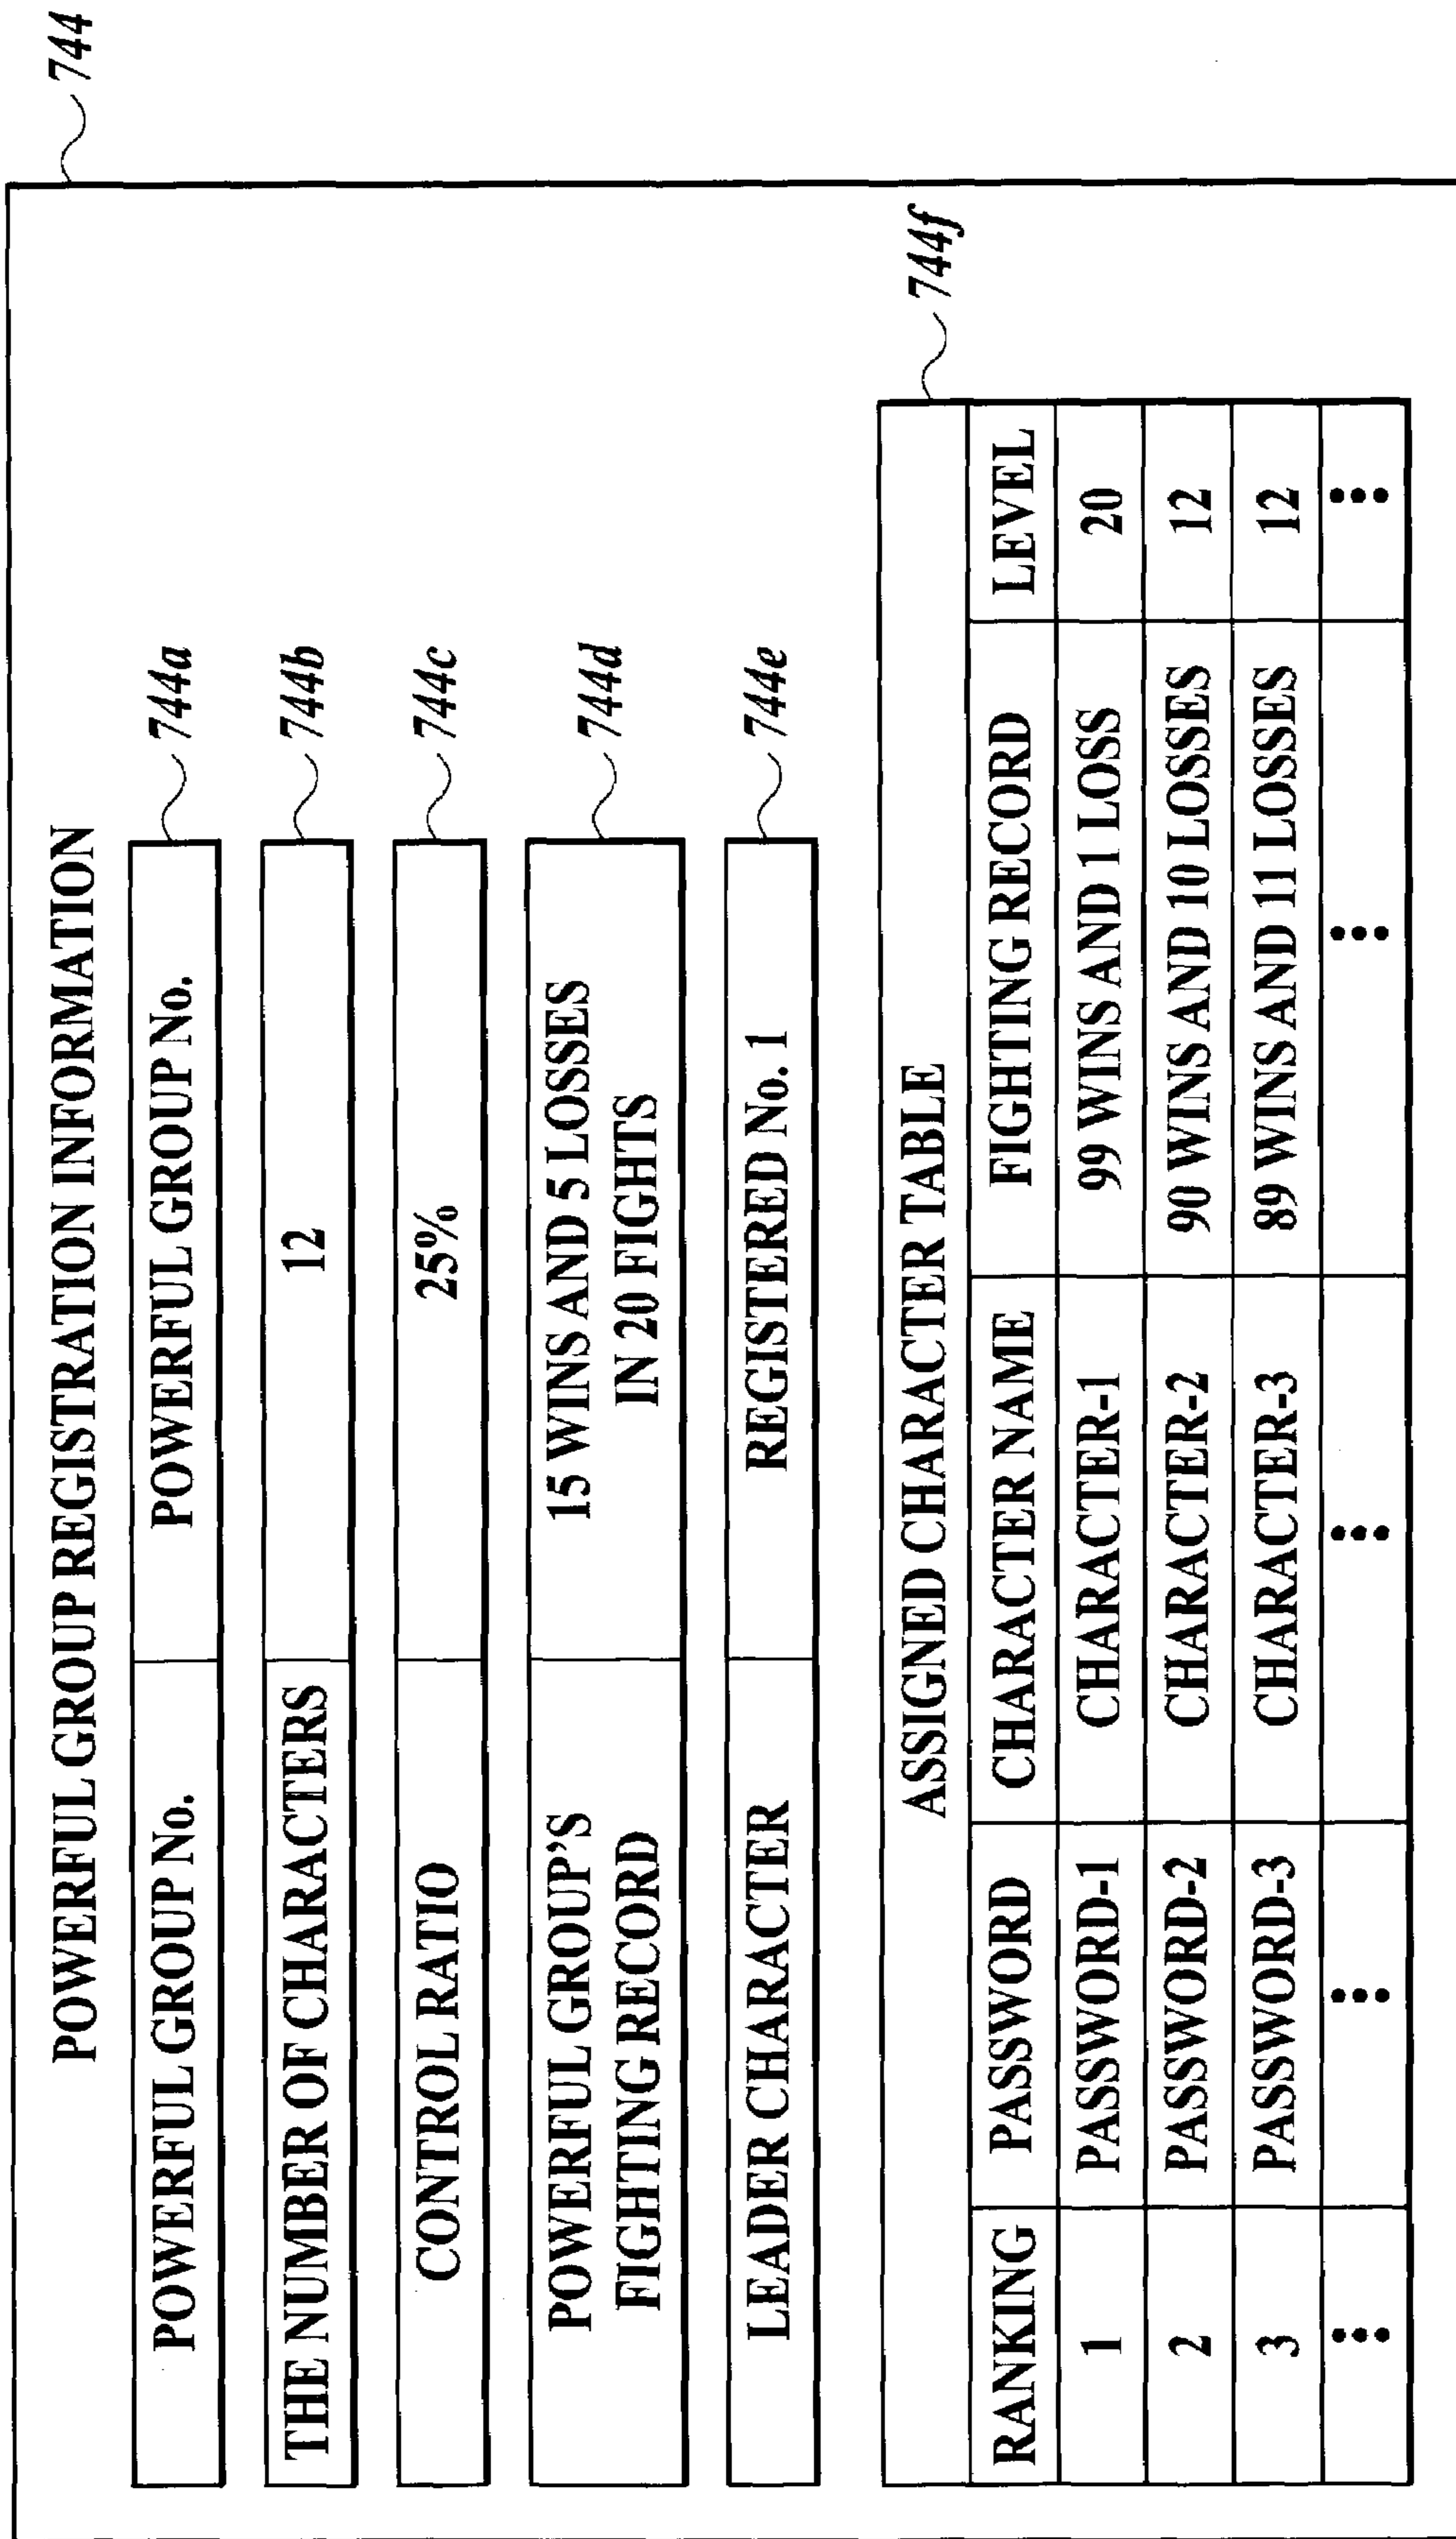 744
POWERFUL GROUP REGISTRATION INFORMATION
POWERFUL GROUP No. POWERFUL GROUP No. 744a
THE NUMBER OF CHARACTERS 12 744b
CONTROL RATIO 25% 744c
POWERFUL GROUP'S 15 WINS AND 5 LOSSES 744d
FIGHTING RECORD IN 20 FIGHTS
LEADER CHARACTER REGISTERED No. 1 744e
744f
ASSIGNED CHARACTER TABLE
RANKING PASSWORD CHARACTER NAME FIGHTING RECORD LEVEL
1 PASSWORD-1 CHARACTER-1 99 WINS AND 1 LOSS 20
2 PASSWORD-2 CHARACTER-2 90 WINS AND 10 LOSSES 12
3 PASSWORD-3 CHARACTER-3 89 WINS AND 11 LOSSES 12